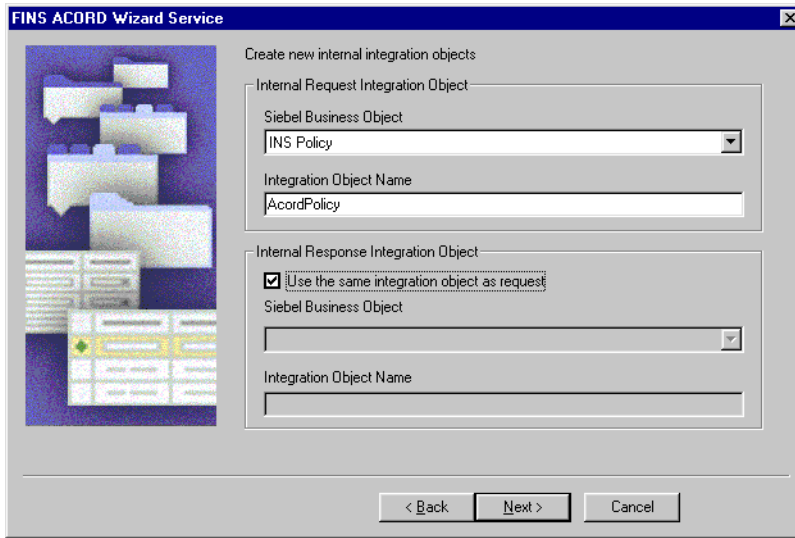 FINS ACORD Wizard Service
Create new internal integration objects
Internal Request Integration Object
Siebel Business Object
INS Policy
Integration Object Name
AcordPolicy
Internal Response Integration Object
Use the same integration object as request
Siebel Business Object
Integration Object Name
< Back Next > Cancel